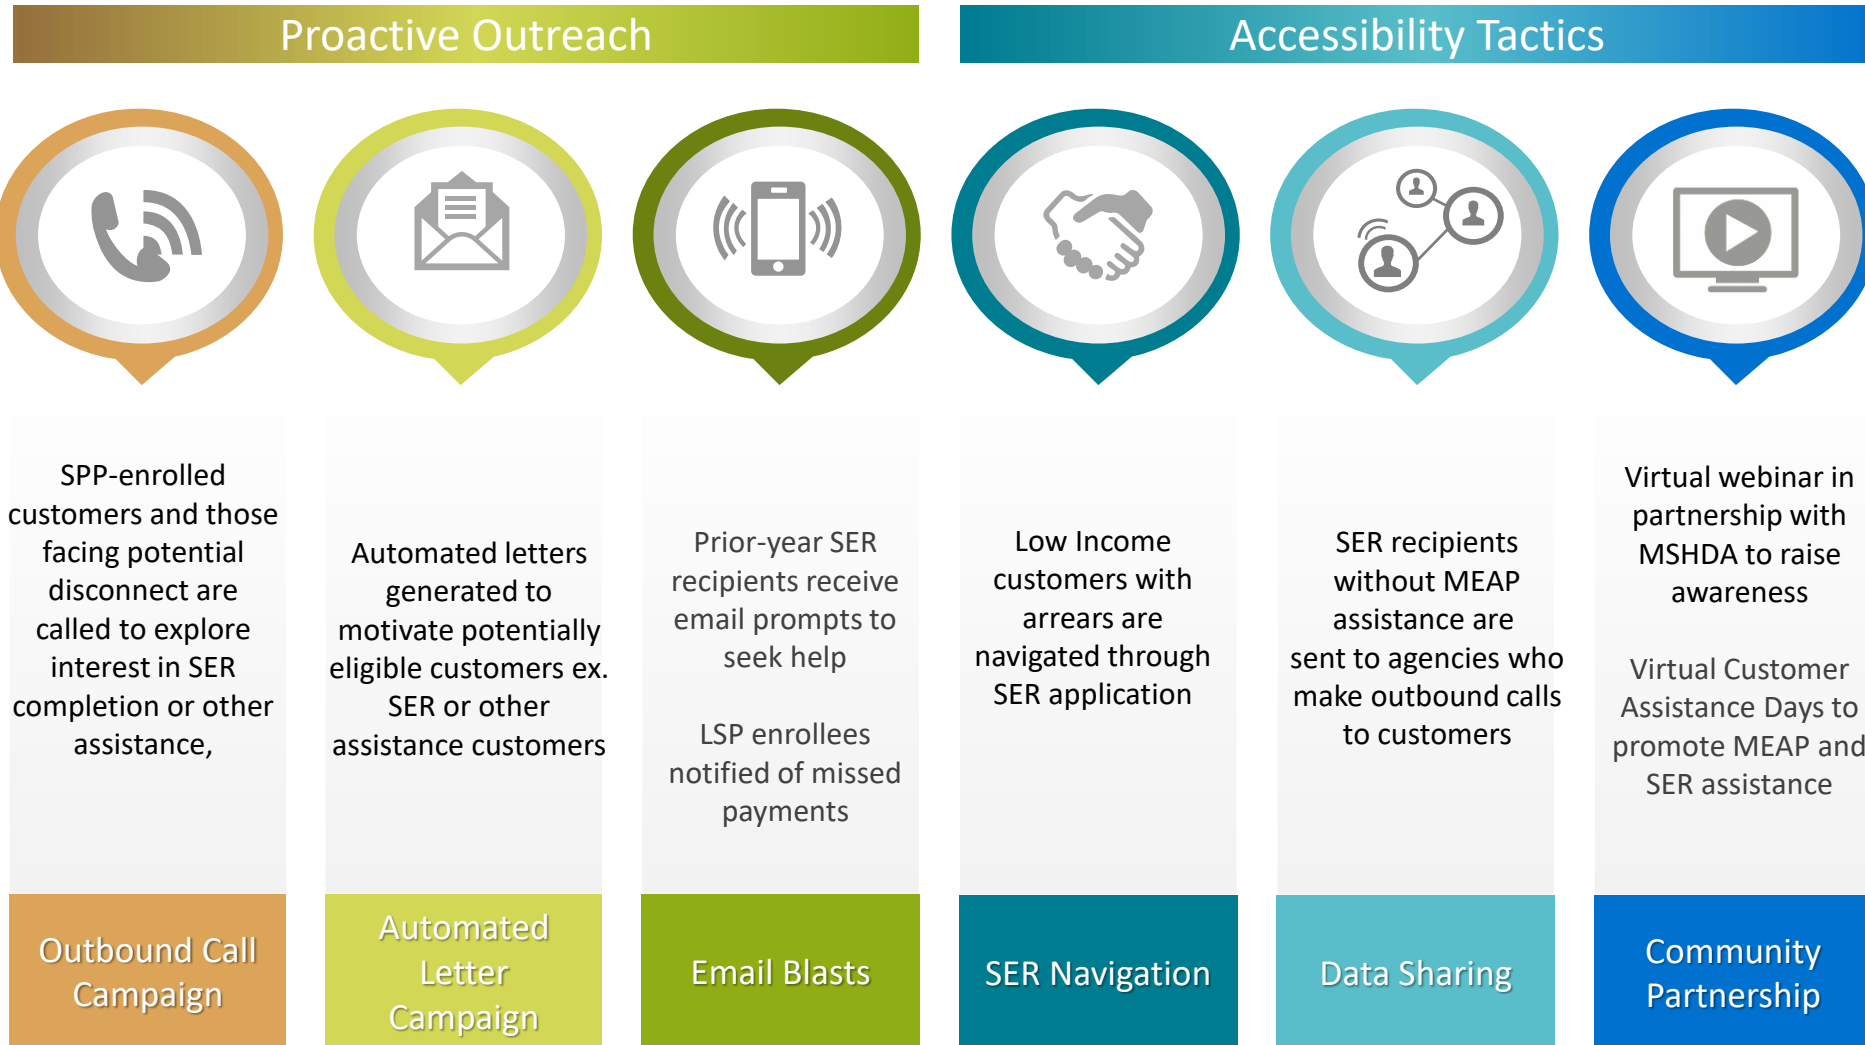 Proactive Outreach
Accessibility Tactics
SPP-enrolled
customers and those
facing potential
disconnect are
called to explore
interest in SER
completion or other
assistance,
Automated letters
generated to
motivate potentially
eligible customers ex.
SER or other
assistance customers
Prior-year SER
recipients receive
email prompts to
seek help
LSP enrollees
notified of missed
payments
Low Income
customers with
arrears are
navigated through
SER application
SER recipients
without MEAP
assistance are
sent to agencies who
make outbound calls
to customers
Virtual webinar in
partnership with
MSHDA to raise
awareness
Virtual Customer
Assistance Days to
promote MEAP and
SER assistance
Outbound Call
Campaign
Automated
Letter
Campaign
Email Blasts
SER Navigation
Data Sharing
Community
Partnership